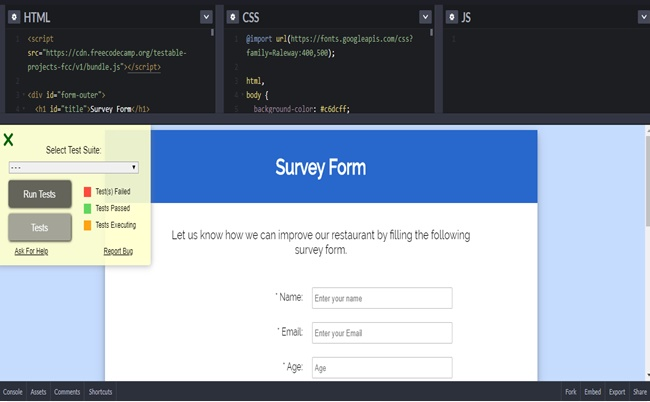 HTML
CSS
JS
1 <script
src="https://cdn.freecodecamp.org/testable-
projects-fcc/v1/bundle.js"></script>
2
3 <div id="form-outer">
4 <h1 id="title">Survey Form</h1>
1 @import url(https://fonts.googleapis.com/css?
family=Raleway:400,500);
2
3 html,
4 body {
5 background-color: #c6dcff;
1
X
Select Test Suite:
---
Run Tests
Test(s) Failed
Tests Passed
Tests
Tests Executing
Ask For Help
Report Bug
Survey Form
Let us know how we can improve our restaurant by filling the following
survey form.
* Name:
Enter your name
* Email:
Enter your Email
* Age:
Age
Console Assets Comments Shortcuts
Fork Embed Export Share